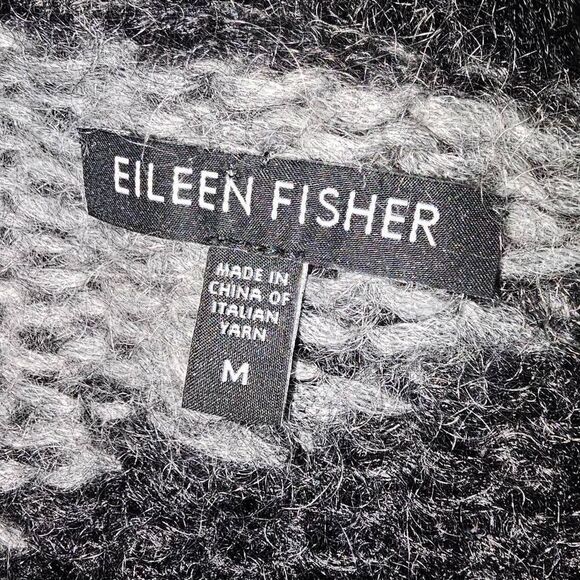 EILEEN FISHER
MADE IN
CHINA OF
ITALIAN
YARN
M